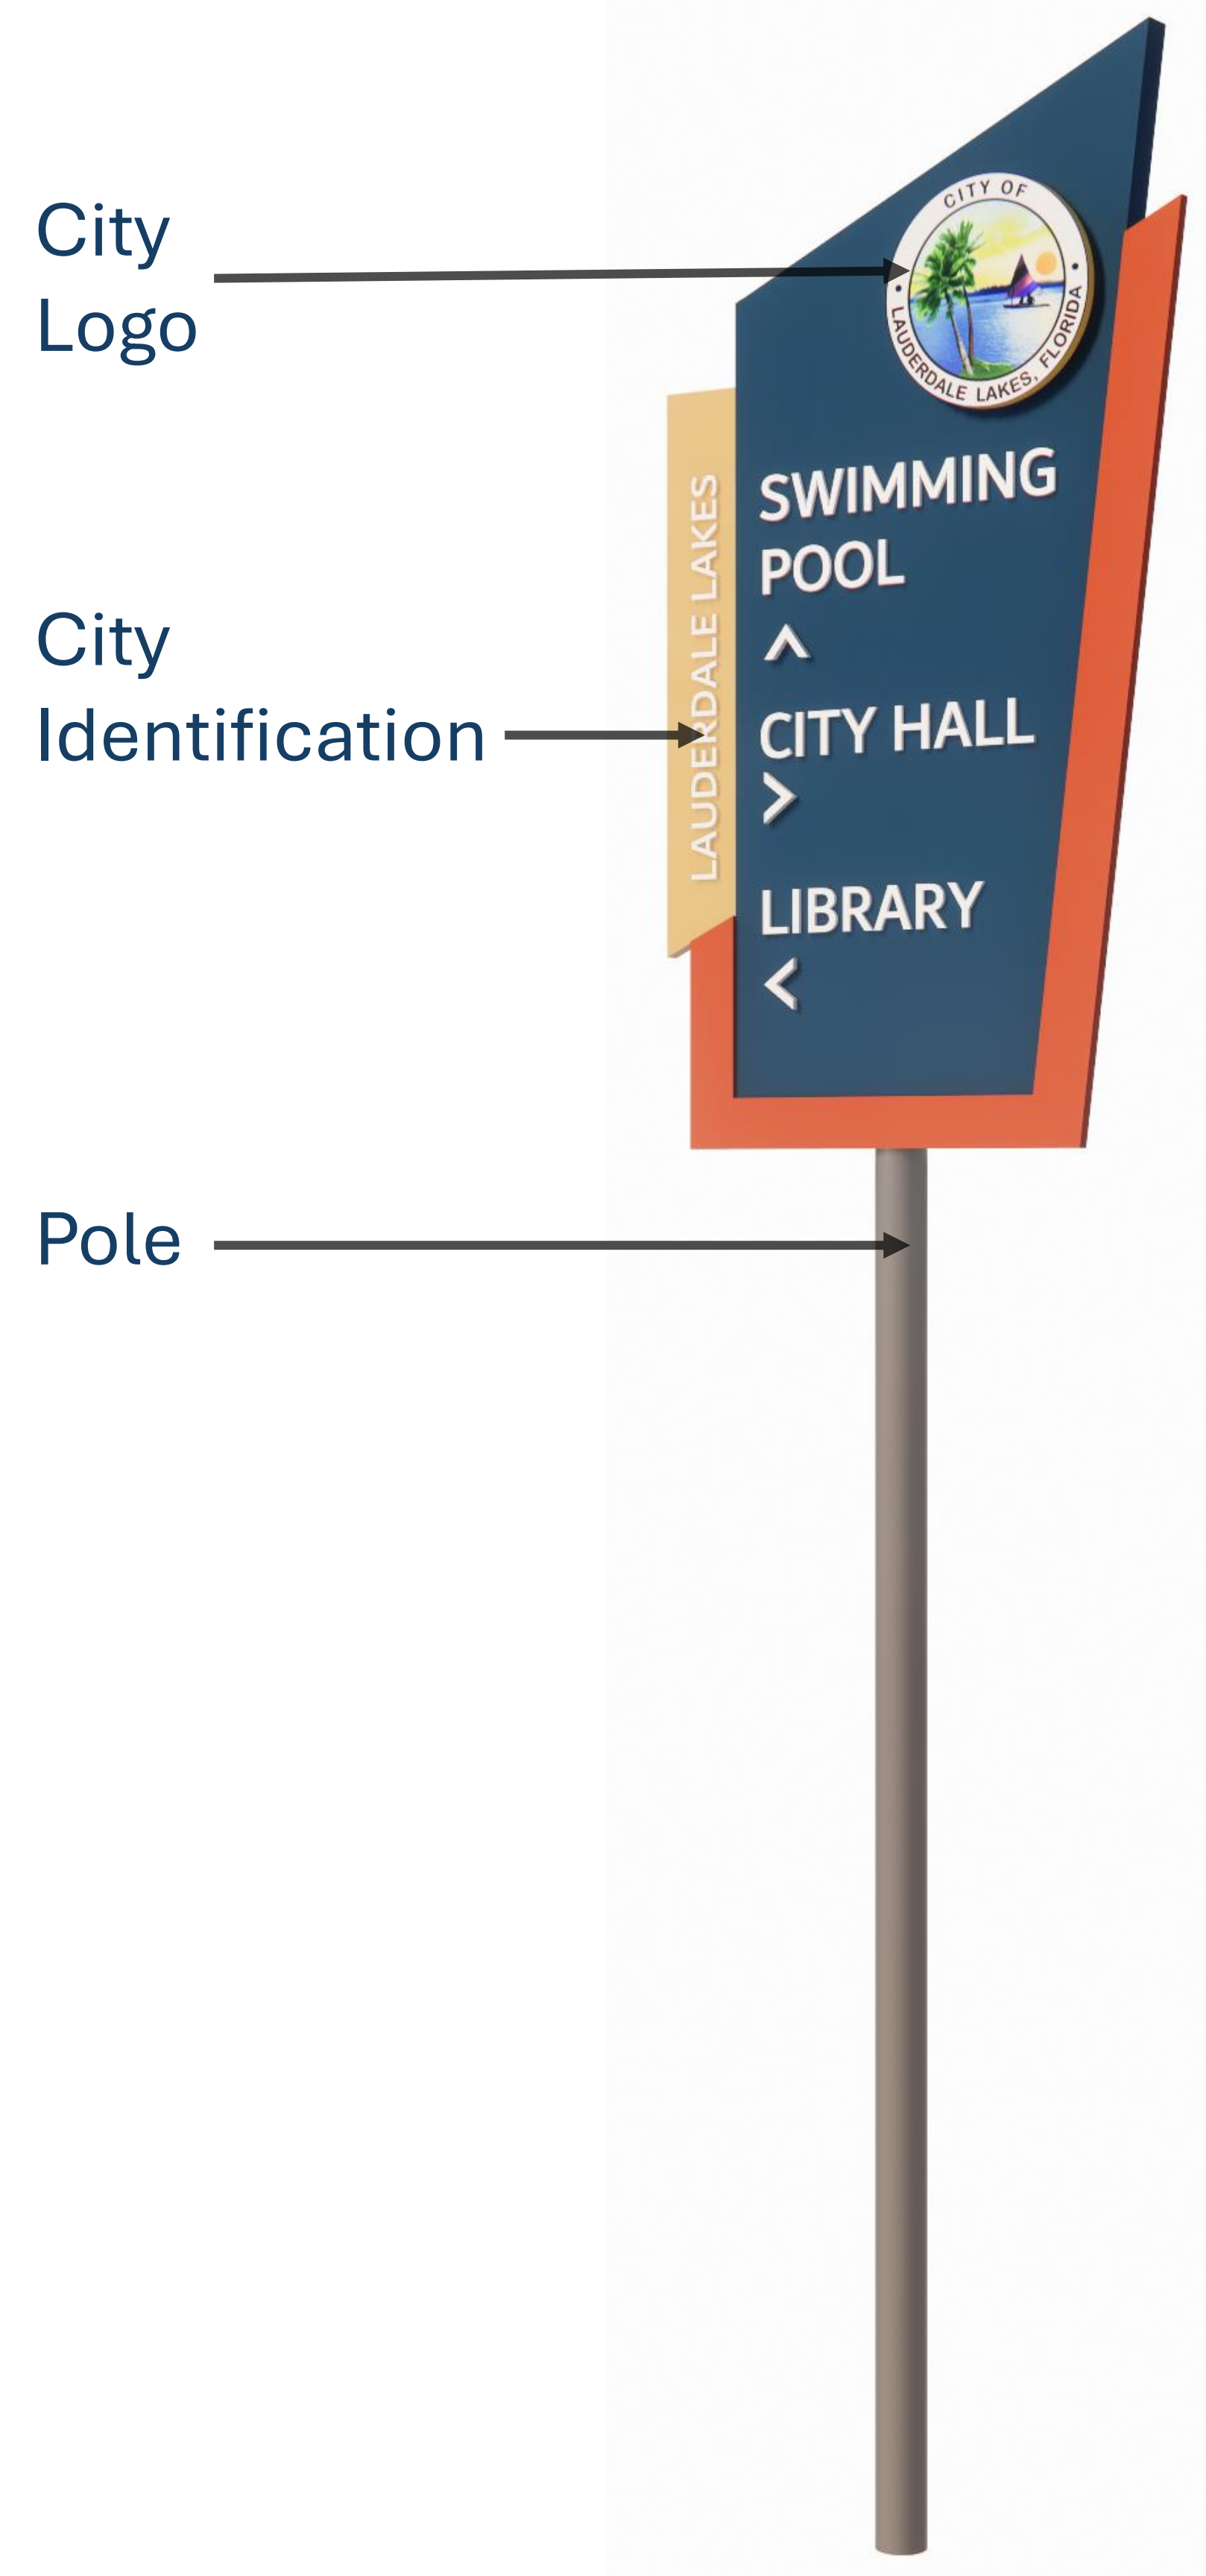 City
Logo
CITY OF
• LAUDERDALE LAKES, FLORIDA •
SWIMMING
POOL
^
City
Identification
LAUDERDALE LAKES
CITY HALL
>
LIBRARY
<
Pole